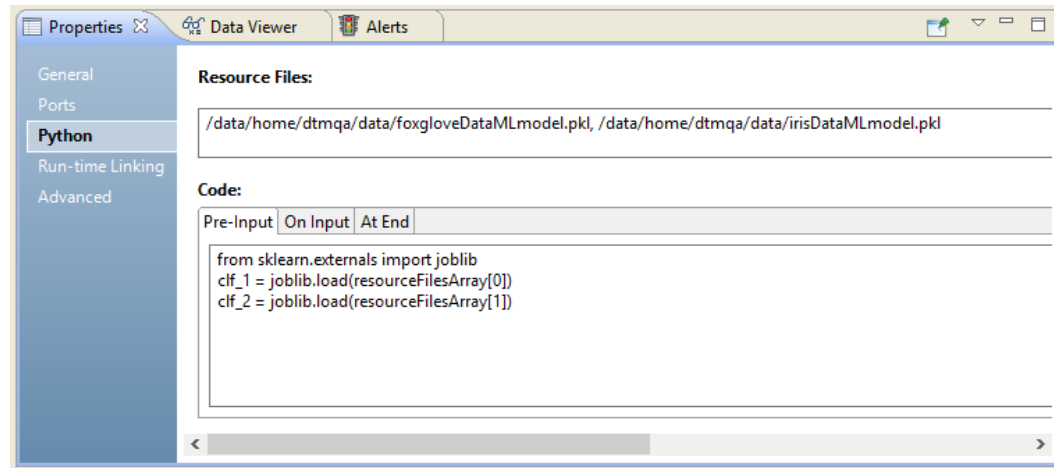 Properties Data Viewer Alerts
General
Ports
Python
Run-time Linking
Advanced
Resource Files:
/data/home/dtmqa/data/foxgloveDataMLmodel.pkl, /data/home/dtmqa/data/irisDataMLmodel.pkl
Code:
Pre-Input On Input At End
from sklearn.externals import joblib
clf_1 = joblib.load(resourceFilesArray[0])
clf_2 = joblib.load(resourceFilesArray[1])